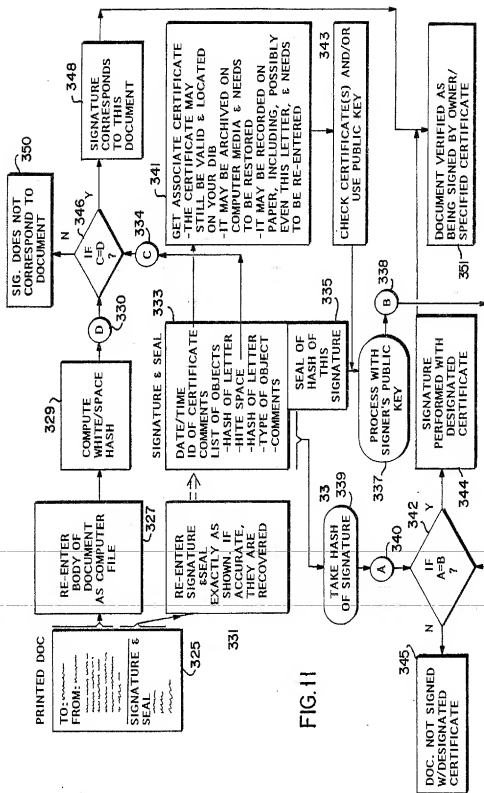 PRINTED DOC
TO:
FROM:
SIGNATURE &
SEAL
325
RE-ENTER
BODY OF
DOCUMENT
AS COMPUTER
FILE
327
COMPUTE
WHITE/SPACE
HASH
329
D
330
IF
C=D
?
346
N
Y
SIG. DOES NOT
CORRESPOND TO
DOCUMENT
350
SIGNATURE
CORRESPONDS
TO THIS
DOCUMENT
348
RE-ENTER
SIGNATURE
&SEAL
EXACTLY AS
SHOWN. IF
ACCURATE,
THEY ARE
RECOVERED
331
SIGNATURE & SEAL
333
DATE/TIME
ID OF CERTIFICATE
COMMENTS
LIST OF OBJECTS
-HASH OF LETTER
-HITE SPACE
-HASH OF LETTER
-TYPE OF OBJECT
-COMMENTS
SEAL OF
HASH OF
THIS
SIGNATURE
335
C
334
GET ASSOCIATE CERTIFICATE
-THE CERTIFICATE MAY
STILL BE VALID & LOCATED
ON YOUR DIB
-IT MAY BE ARCHIVED ON
COMPUTER MEDIA & NEEDS
TO BE RESTORED
-IT MAY BE RECORDED ON
PAPER, INCLUDING, POSSIBLY
EVEN THIS LETTER, & NEEDS
TO BE RE-ENTERED
341
CHECK CERTIFICATE(S) AND/OR
USE PUBLIC KEY
343
33
339
TAKE HASH
OF SIGNATURE
A
340
PROCESS WITH
SIGNER'S PUBLIC
KEY
337
B
338
IF
A=B
?
342
N
Y
DOC. NOT SIGNED
W/DESIGNATED
CERTIFICATE
345
SIGNATURE
PERFORMED WITH
DESIGNATED
CERTIFICATE
344
DOCUMENT VERIFIED AS
BEING SIGNED BY OWNER/
SPECIFIED CERTIFICATE
351
FIG.11